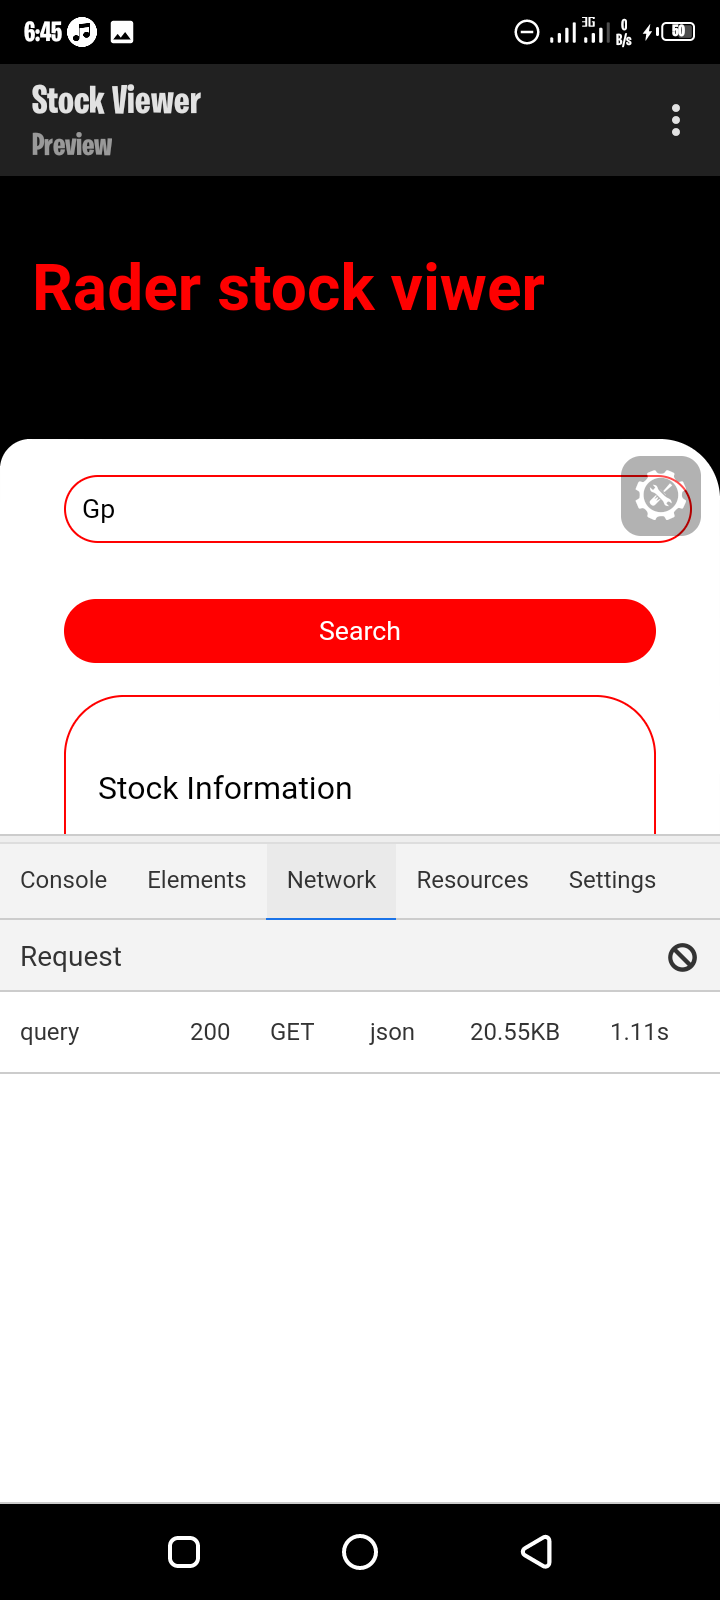 6:45 3G 0 B/s 50
Stock Viewer
Preview
Rader stock viwer
Gp
Search
Stock Information
Console Elements Network Resources Settings
Request
query 200 GET json 20.55KB 1.11s